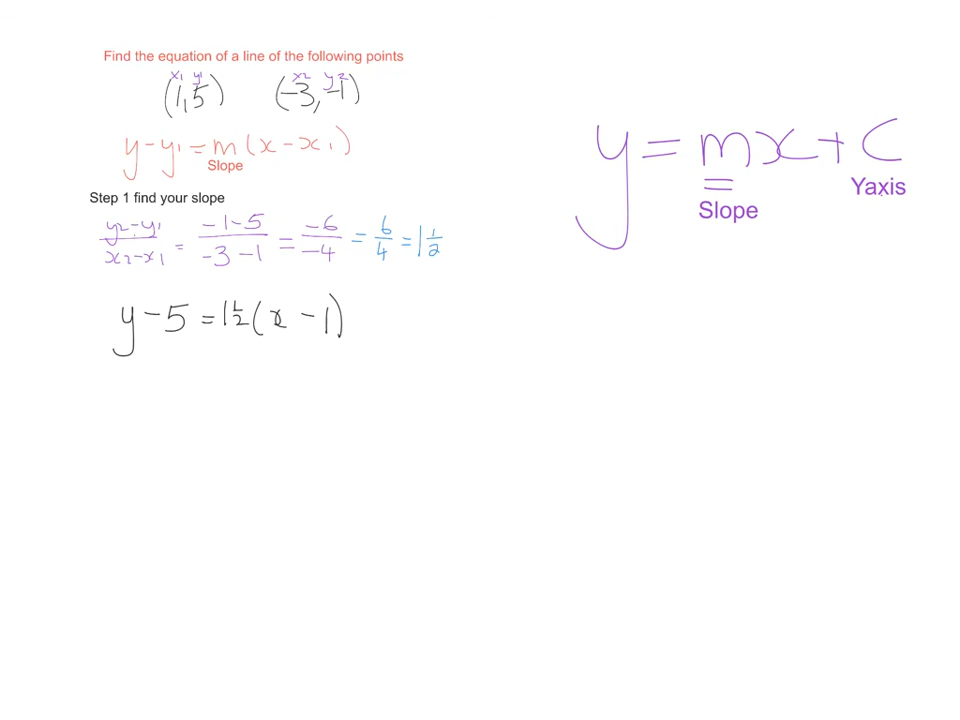 Find the equation of a line of the following points
x1 y1 x2 y2
(1,5) (-3,-1)
y - y1 = m (x - x1)
Slope
Step 1 find your slope
y2-y1/x2-x1 = -1-5/-3-1 = -6/-4 = 6/4 = 1 1/2
y - 5 = 1 1/2 (x - 1)
y = mx + c
Slope
Yaxis